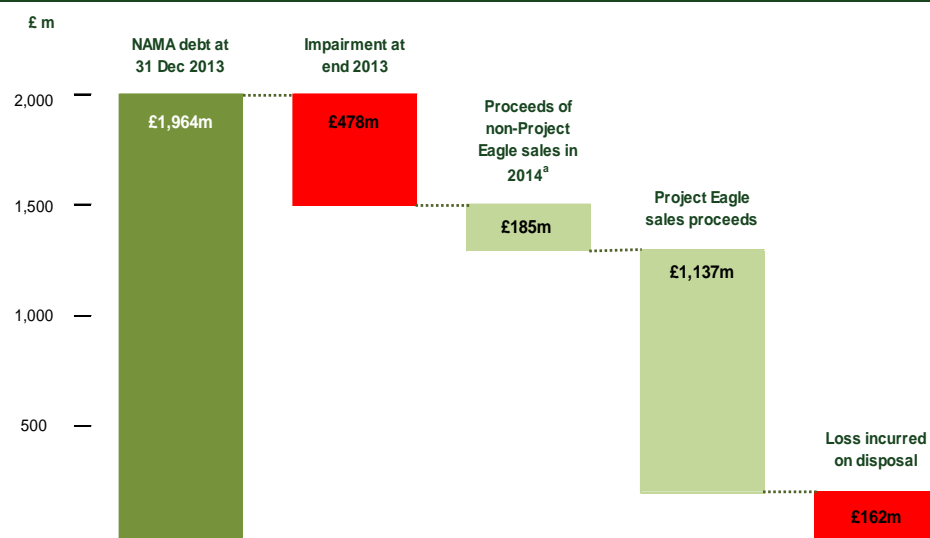 £ m
NAMA debt at
31 Dec 2013
Impairment at
end 2013
Proceeds of
non-Project
Eagle sales in
2014ᵃ
Project Eagle
sales proceeds
Loss incurred
on disposal
2,000
1,500
1,000
500
£1,964m
£478m
£185m
£1,137m
£162m